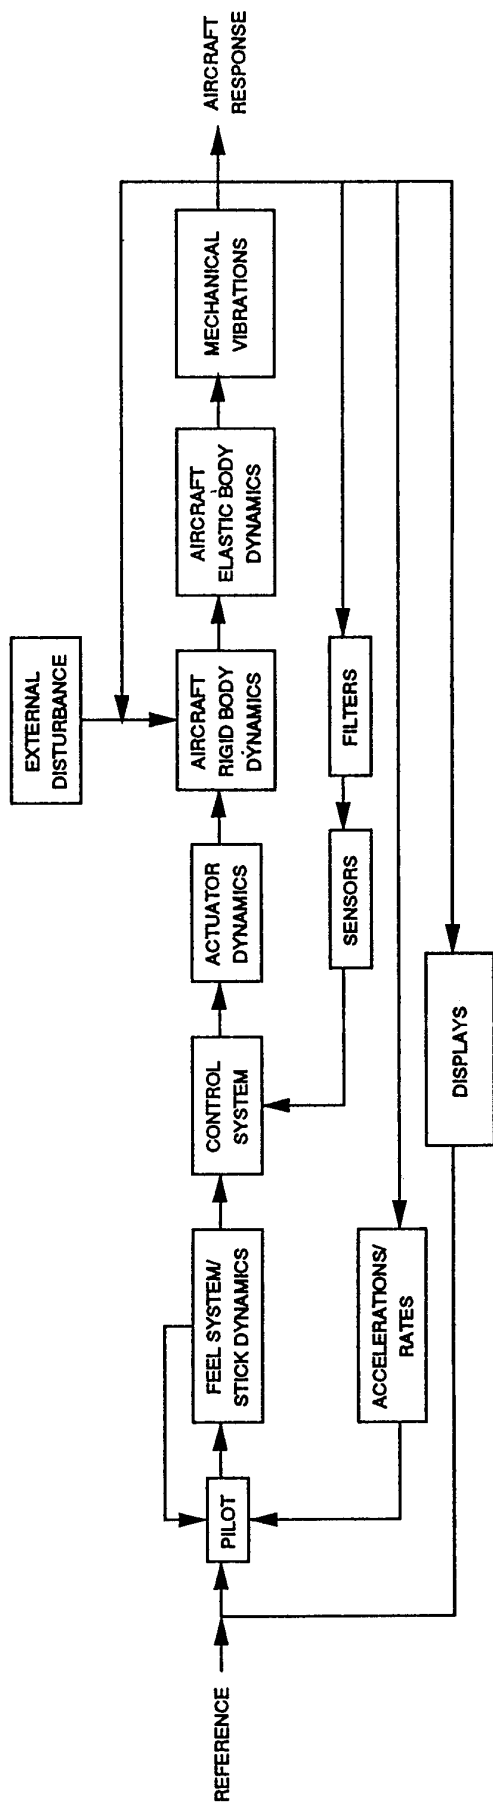 REFERENCE
PILOT
FEEL SYSTEM/
STICK DYNAMICS
CONTROL
SYSTEM
ACTUATOR
DYNAMICS
EXTERNAL
DISTURBANCE
AIRCRAFT
RIGID BODY
DYNAMICS
AIRCRAFT
ELASTIC BODY
DYNAMICS
MECHANICAL
VIBRATIONS
AIRCRAFT
RESPONSE
SENSORS
FILTERS
ACCELERATIONS/
RATES
DISPLAYS